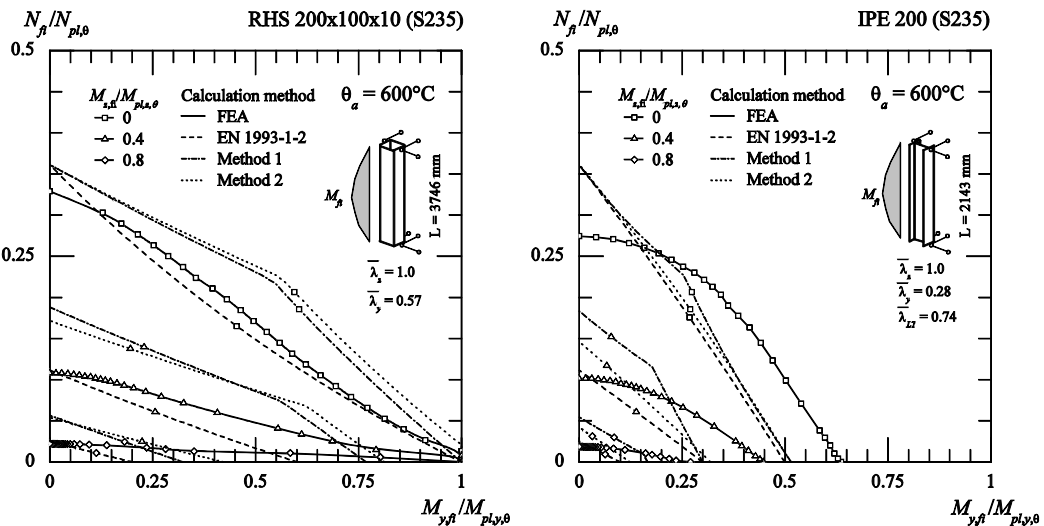 N_fi/N_pl,θ RHS 200x100x10 (S235)
0.5
M_z,fi/M_pl,z,θ Calculation method θ_a = 600°C
0 FEA
0.4 EN 1993-1-2
0.8 Method 1
Method 2
M_fi
L = 3746 mm
0.25
λ_z = 1.0
λ_y = 0.57
0
0 0.25 0.5 0.75 1
M_y,fi/M_pl,y,θ
N_fi/N_pl,θ IPE 200 (S235)
0.5
M_z,fi/M_pl,z,θ Calculation method θ_a = 600°C
0 FEA
0.4 EN 1993-1-2
0.8 Method 1
Method 2
M_fi
L = 2143 mm
0.25
λ_z = 1.0
λ_y = 0.28
λ_LT = 0.74
0
0 0.25 0.5 0.75 1
M_y,fi/M_pl,y,θ